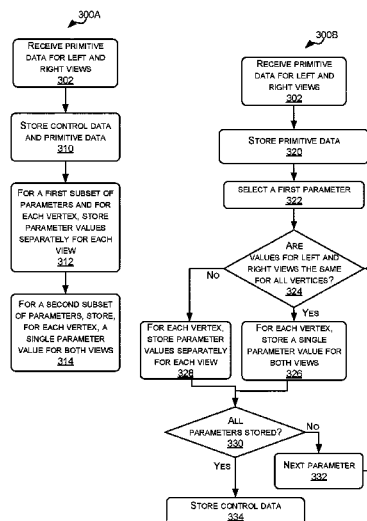 300A
RECEIVE PRIMITIVE
DATA FOR LEFT AND
RIGHT VIEWS
302
STORE CONTROL DATA
AND PRIMITIVE DATA
310
FOR A FIRST SUBSET OF
PARAMETERS AND FOR
EACH VERTEX, STORE
PARAMETER VALUES
SEPARATELY FOR EACH
VIEW
312
FOR A SECOND SUBSET
OF PARAMETERS, STORE,
FOR EACH VERTEX, A
SINGLE PARAMETER
VALUE FOR BOTH VIEWS
314
300B
RECEIVE PRIMITIVE
DATA FOR LEFT AND
RIGHT VIEWS
302
STORE PRIMITIVE DATA
320
SELECT A FIRST PARAMETER
322
ARE
VALUES FOR LEFT AND
RIGHT VIEWS THE SAME
FOR ALL VERTICES?
324
NO
YES
FOR EACH VERTEX,
STORE PARAMETER
VALUES SEPARATELY
FOR EACH VIEW
328
FOR EACH VERTEX,
STORE A SINGLE
PARAMETER VALUE FOR
BOTH VIEWS
326
ALL
PARAMETERS STORED?
330
NO
YES
NEXT PARAMETER
332
STORE CONTROL DATA
334